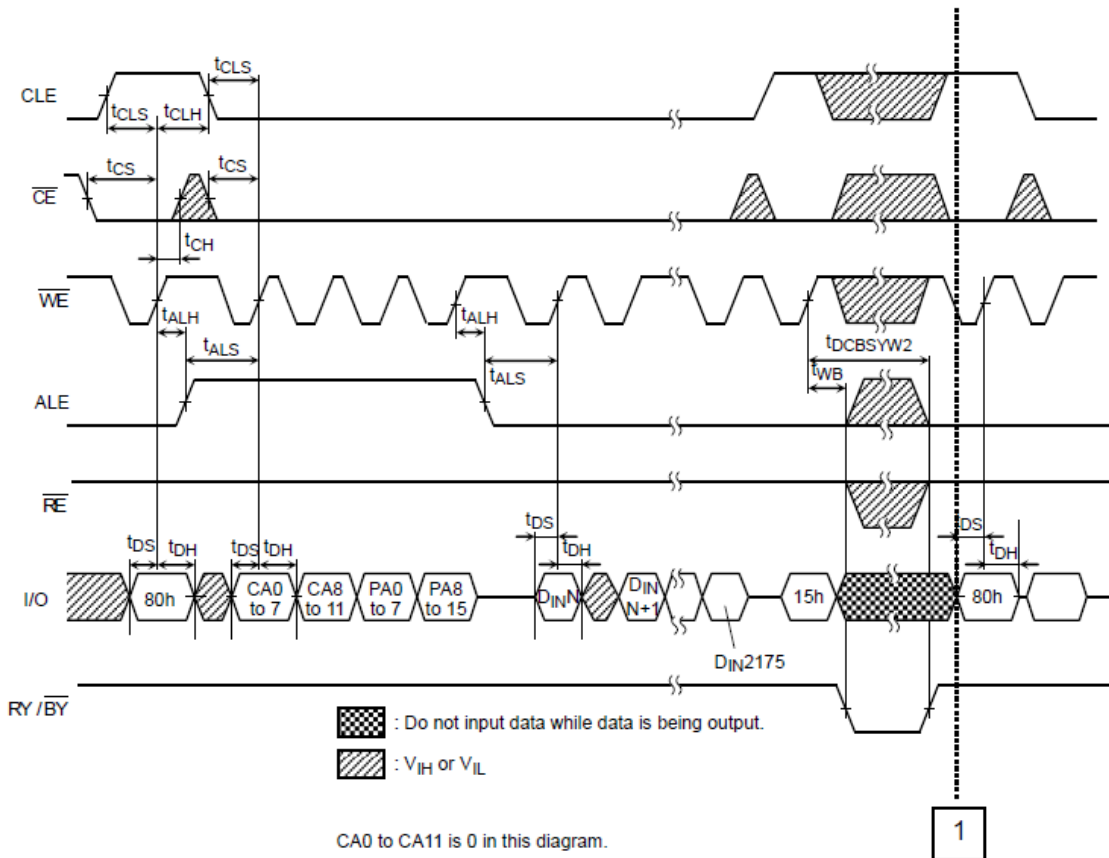 CLE
tCLS
tCLS
tCLH
CE
tCS
tCS
tCH
WE
tALH
tALS
tALH
tALS
tDCBSYW2
tWB
ALE
RE
tDS
tDH
tDS
tDH
tDS
tDH
tDS
tDH
I/O
80h
CA0
to 7
CA8
to 11
PA0
to 7
PA8
to 15
DINN
DIN
N+1
15h
80h
DIN2175
RY /BY
: Do not input data while data is being output.
: VIH or VIL
CA0 to CA11 is 0 in this diagram.
1